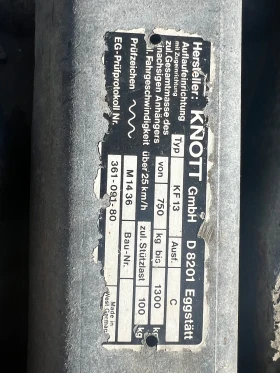 Hersteller: KNOTT GmbH D 8201 Eggstätt
Auflaufeinrichtung Typ KF 13 Ausf. C
mit Zugeinrichtung
zul. Gesamtmasse des
einachsigen Anhängers von 750 kg bis 1300 kg
zul. Fahrgeschwindigkeit über 25 km/h zul. Stützlast 100 kg
Prüfzeichen M 1436 Bau-Nr.
EG-Prüfprotokoll Nr. 361-091-80
Made in
West Germany